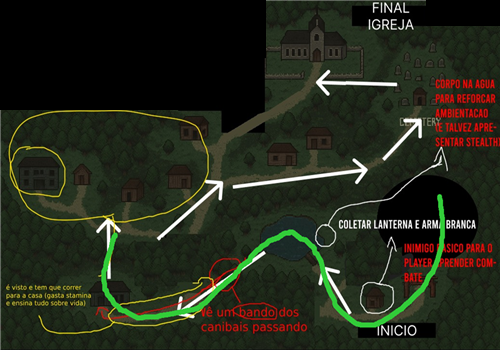 FINAL
IGREJA
CORPO NA AGUA
PARA REFORCAR
AMBIENTACAO
(E TALVEZ APRE-
SENTAR STEALTH)
COLETAR LANTERNA E ARMA BRANCA
INIMIGO BASICO PARA O
PLAYER APRENDER COM-
BATE
é visto e tem que correr
para a casa (gasta stamina
e ensina tudo sobre vida)
Vê um bando dos
canibais passando
INICIO